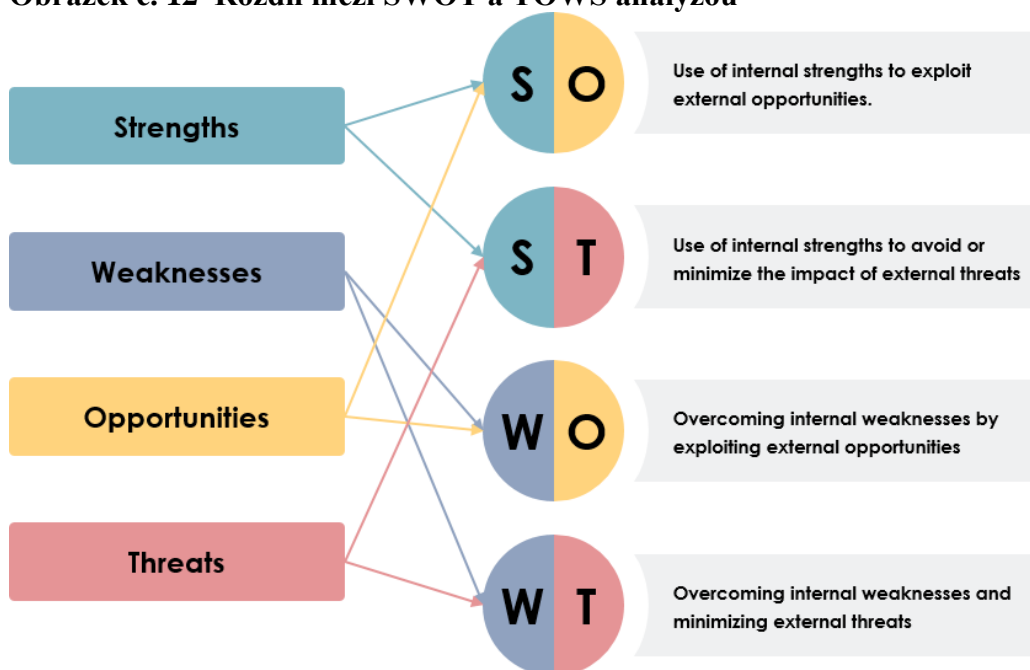 Obrázek č. 12 Rozdíl mezi SWOT a TOWS analýzou
Strengths
Weaknesses
Opportunities
Threats
S O
Use of internal strengths to exploit
external opportunities.
S T
Use of internal strengths to avoid or
minimize the impact of external threats
W O
Overcoming internal weaknesses by
exploiting external opportunities
W T
Overcoming internal weaknesses and
minimizing external threats